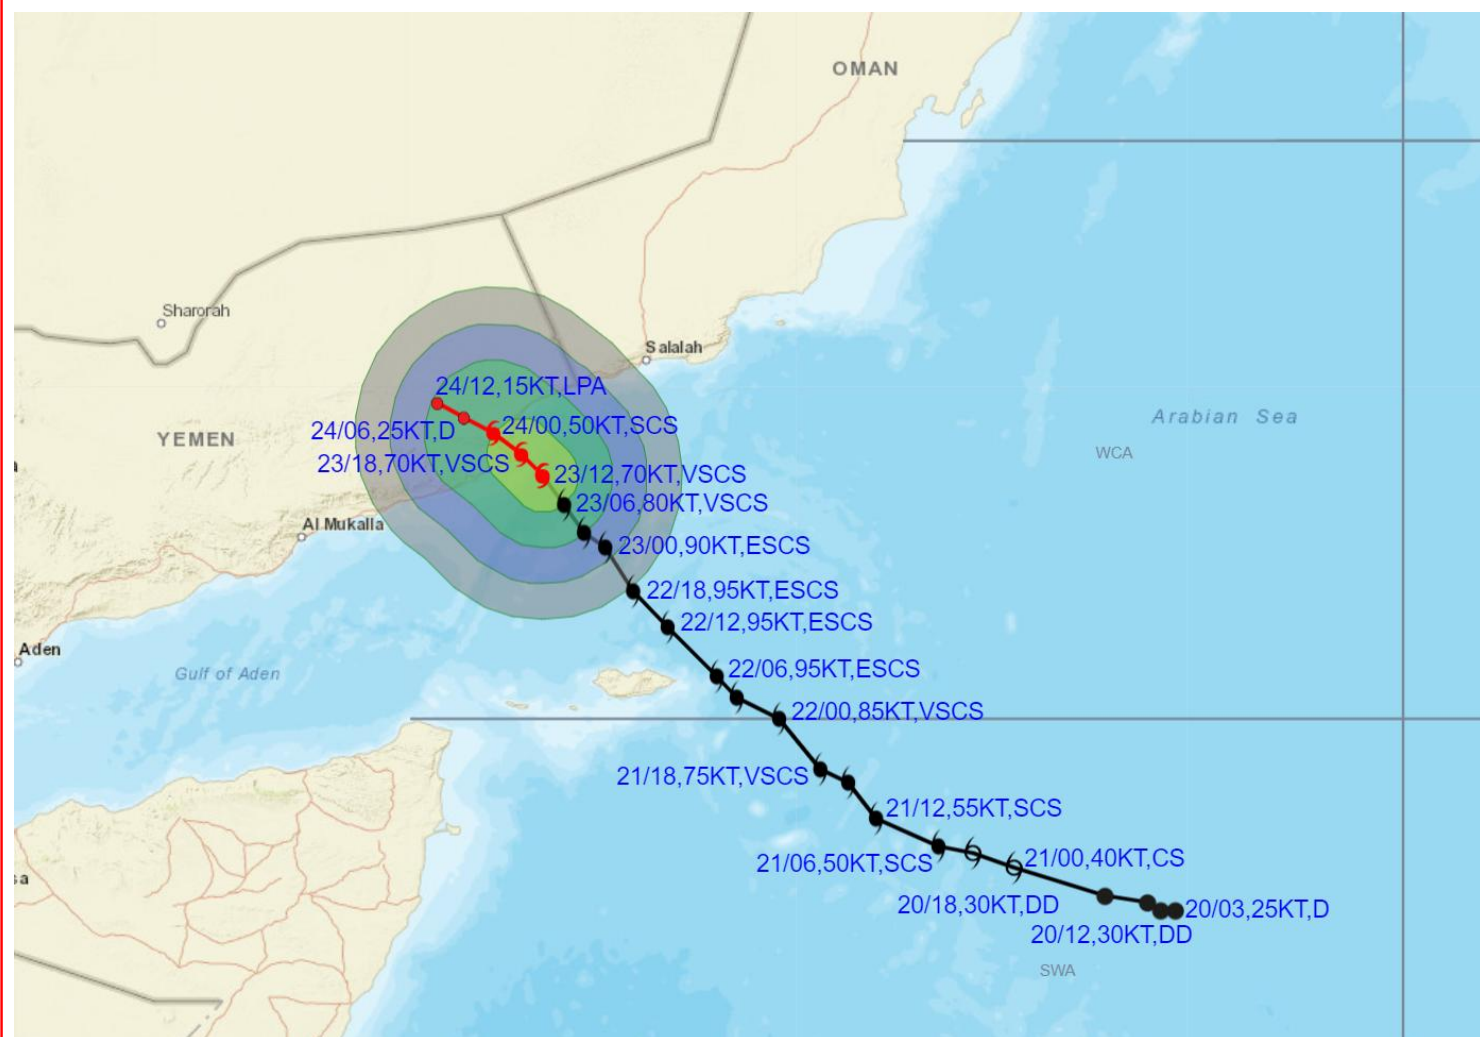 OMAN
Sharorah
Salalah
24/12,15KT,LPA
Arabian Sea
24/00,50KT,SCS
24/06,25KT,D
YEMEN
WCA
23/18,70KT,VSCS
23/12,70KT,VSCS
23/06,80KT,VSCS
Al Mukalla
23/00,90KT,ESCS
22/18,95KT,ESCS
22/12,95KT,ESCS
Aden
22/06,95KT,ESCS
Gulf of Aden
22/00,85KT,VSCS
21/18,75KT,VSCS
21/12,55KT,SCS
21/00,40KT,CS
21/06,50KT,SCS
sa
20/18,30KT,DD
20/03,25KT,D
20/12,30KT,DD
SWA